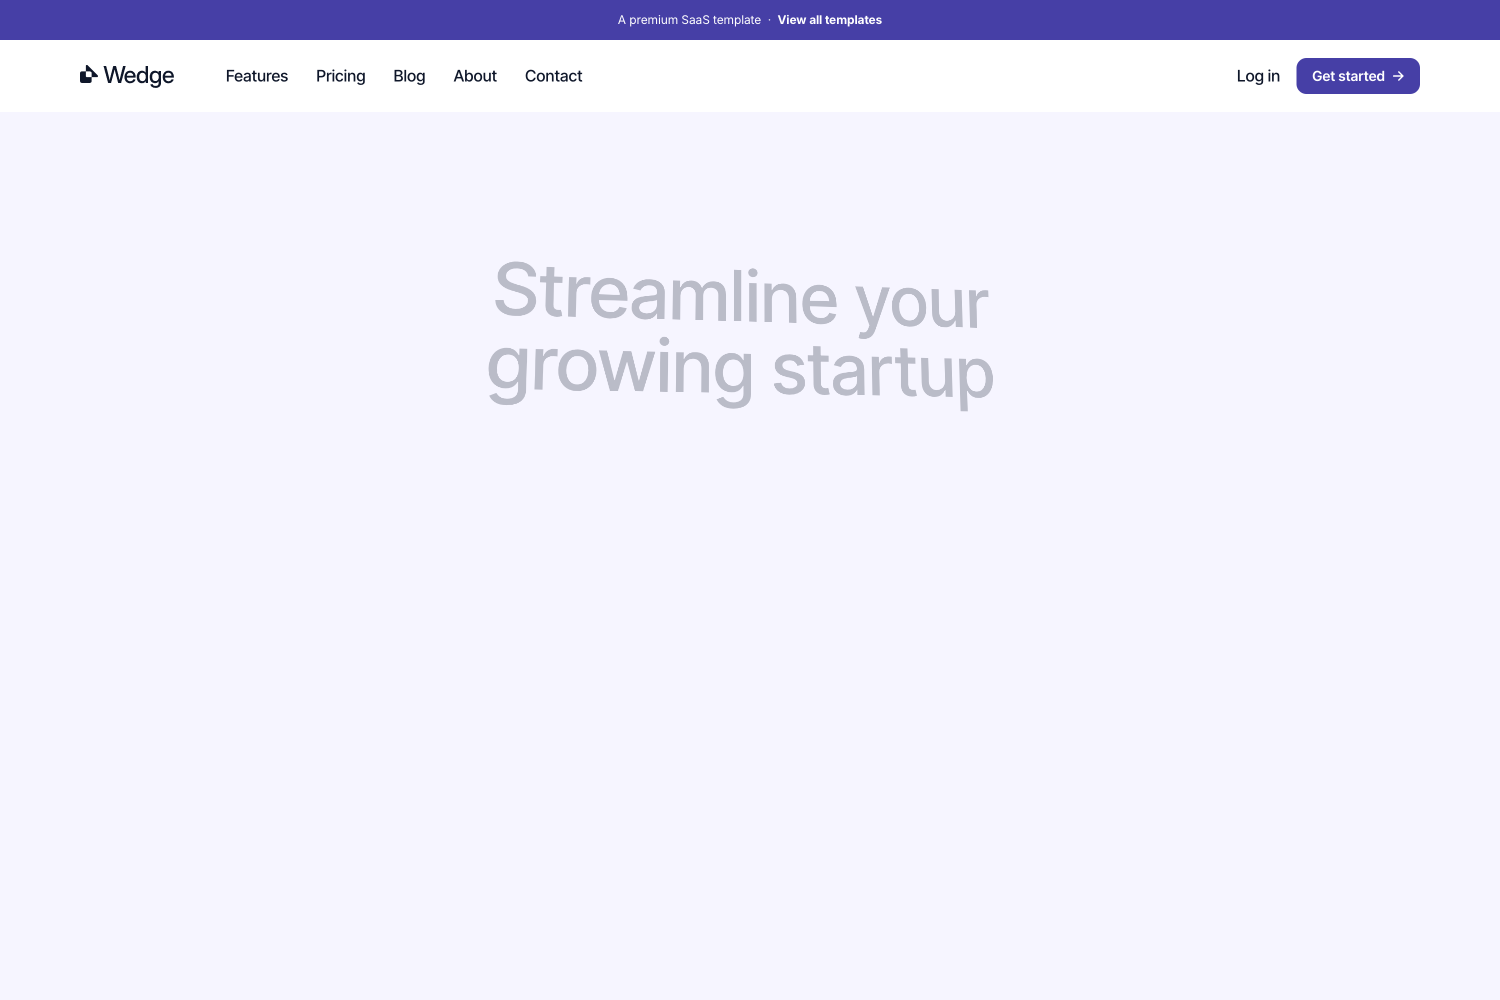 A premium SaaS template · View all templates
Wedge Features Pricing Blog About Contact Log in Get started →
Streamline your
growing startup